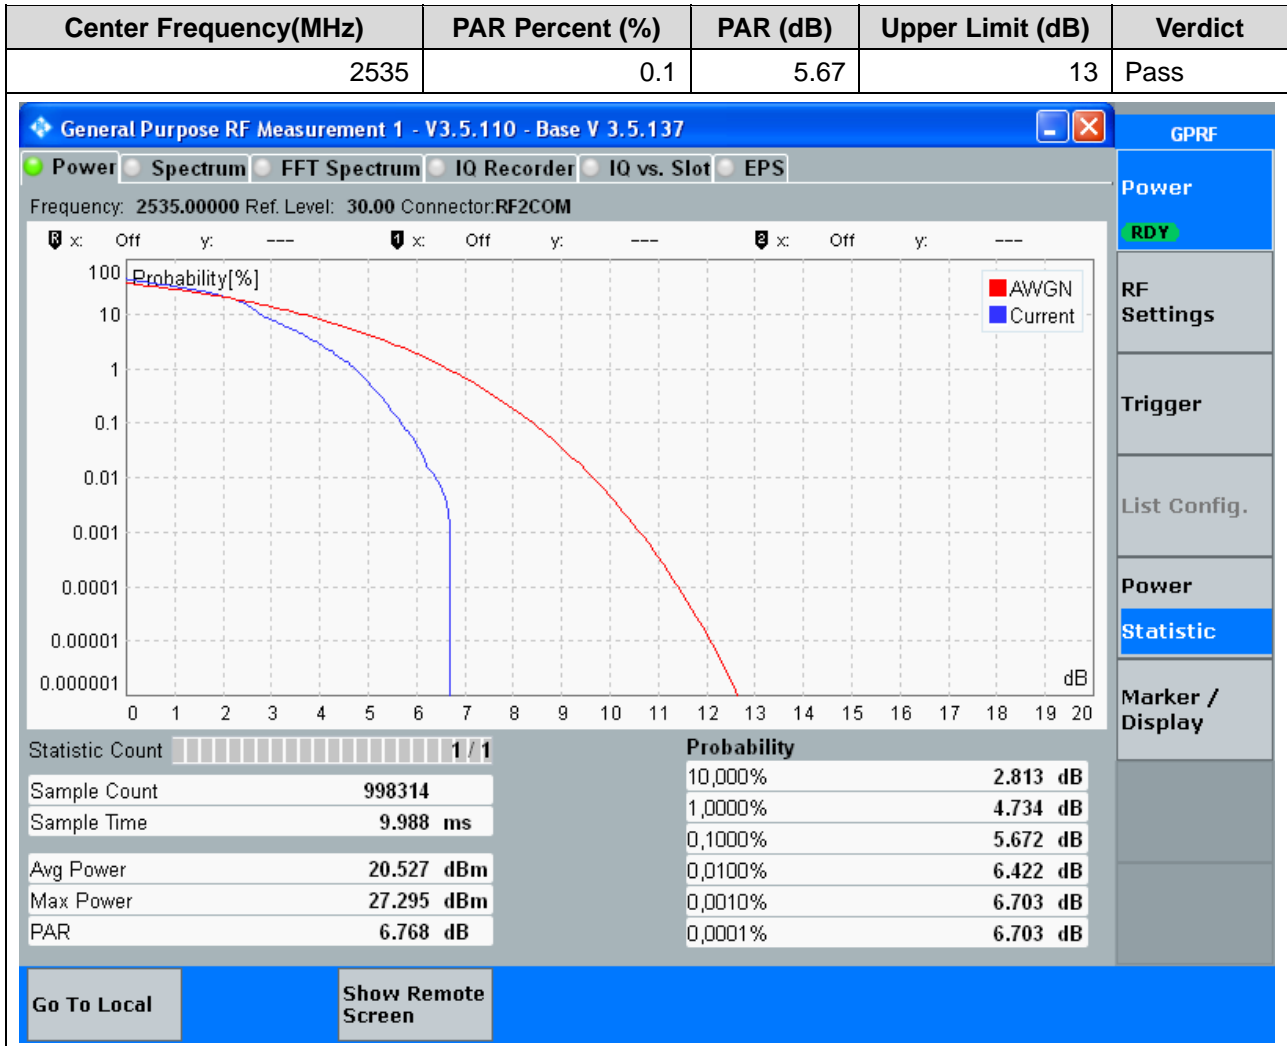 Center Frequency(MHz) PAR Percent (%) PAR (dB) Upper Limit (dB) Verdict
2535 0.1 5.67 13 Pass
General Purpose RF Measurement 1 - V3.5.110 - Base V 3.5.137
GPRF
Power Spectrum FFT Spectrum IQ Recorder IQ vs. Slot EPS
Frequency: 2535.00000 Ref. Level: 30.00 Connector:RF2COM
R x: Off y: --- 1 x: Off y: --- 2 x: Off y: ---
Probability[%]
AWGN
Current
100
10
1
0.1
0.01
0.001
0.0001
0.00001
0.000001
dB
0 1 2 3 4 5 6 7 8 9 10 11 12 13 14 15 16 17 18 19 20
Power
RDY
RF
Settings
Trigger
List Config.
Power
Statistic
Marker /
Display
Statistic Count 1 / 1
Sample Count 998314
Sample Time 9.988 ms
Avg Power 20.527 dBm
Max Power 27.295 dBm
PAR 6.768 dB
Probability
10,000% 2.813 dB
1,0000% 4.734 dB
0,1000% 5.672 dB
0,0100% 6.422 dB
0,0010% 6.703 dB
0,0001% 6.703 dB
Go To Local
Show Remote
Screen